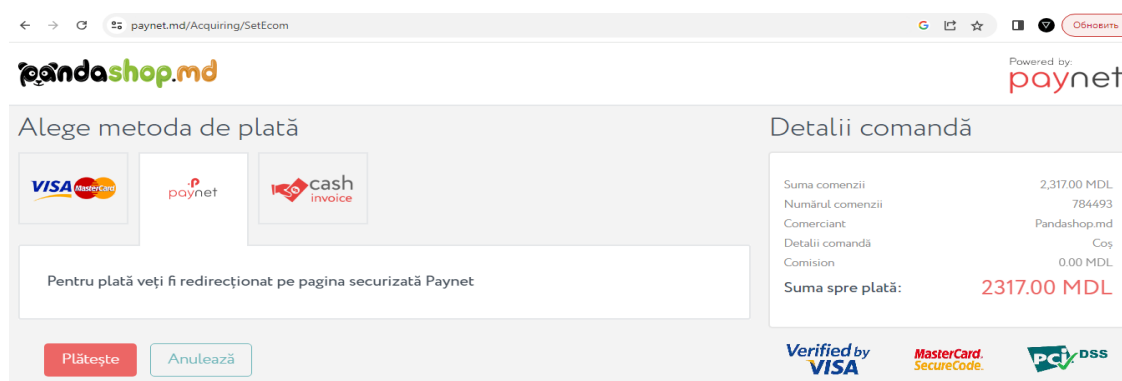 paynet.md/Acquiring/SetEcom
Обновить
pandashop.md
Powered by:
paynet
Alege metoda de plată
Detalii comandă
VISA MasterCard
paynet
cash
invoice
Suma comenzii 2,317.00 MDL
Numărul comenzii 784493
Comerciant Pandashop.md
Detalii comandă Coș
Comision 0.00 MDL
Suma spre plată: 2317.00 MDL
Pentru plată veți fi redirecționat pe pagina securizată Paynet
Plătește
Anulează
Verified by
VISA
MasterCard.
SecureCode.
PCI DSS